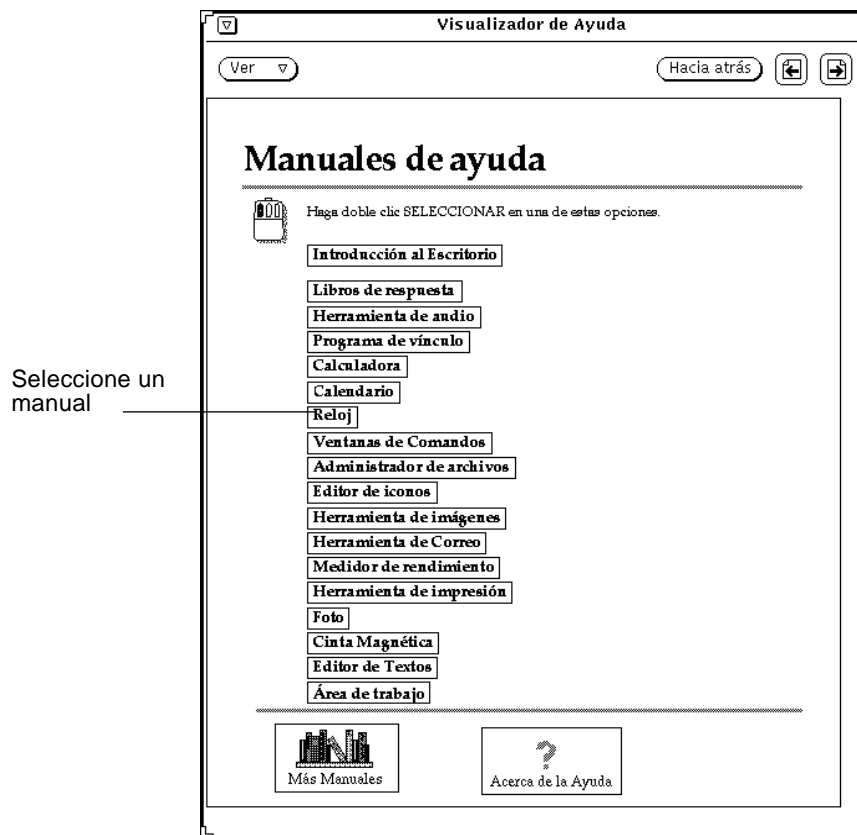 Visualizador de Ayuda
Ver
Hacia atrás
Manuales de ayuda
Haga doble clic SELECCIONAR en una de estas opciones.
Introducción al Escritorio
Libros de respuesta
Herramienta de audio
Programa de vínculo
Calculadora
Calendario
Seleccione un
manual
Reloj
Ventanas de Comandos
Administrador de archivos
Editor de iconos
Herramienta de imágenes
Herramienta de Correo
Medidor de rendimiento
Herramienta de impresión
Foto
Cinta Magnética
Editor de Textos
Área de trabajo
Más Manuales
?
Acerca de la Ayuda